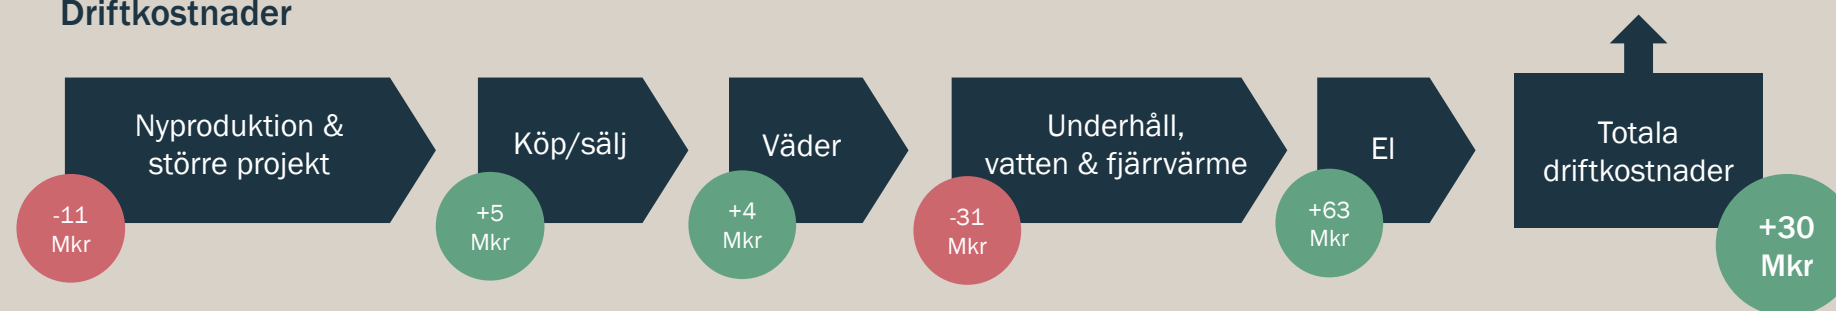 Driftkostnader
Nyproduktion &
större projekt
-11
Mkr
Köp/sälj
+5
Mkr
Väder
+4
Mkr
Underhåll,
vatten & fjärrvärme
-31
Mkr
El
+63
Mkr
Totala
driftkostnader
+30
Mkr